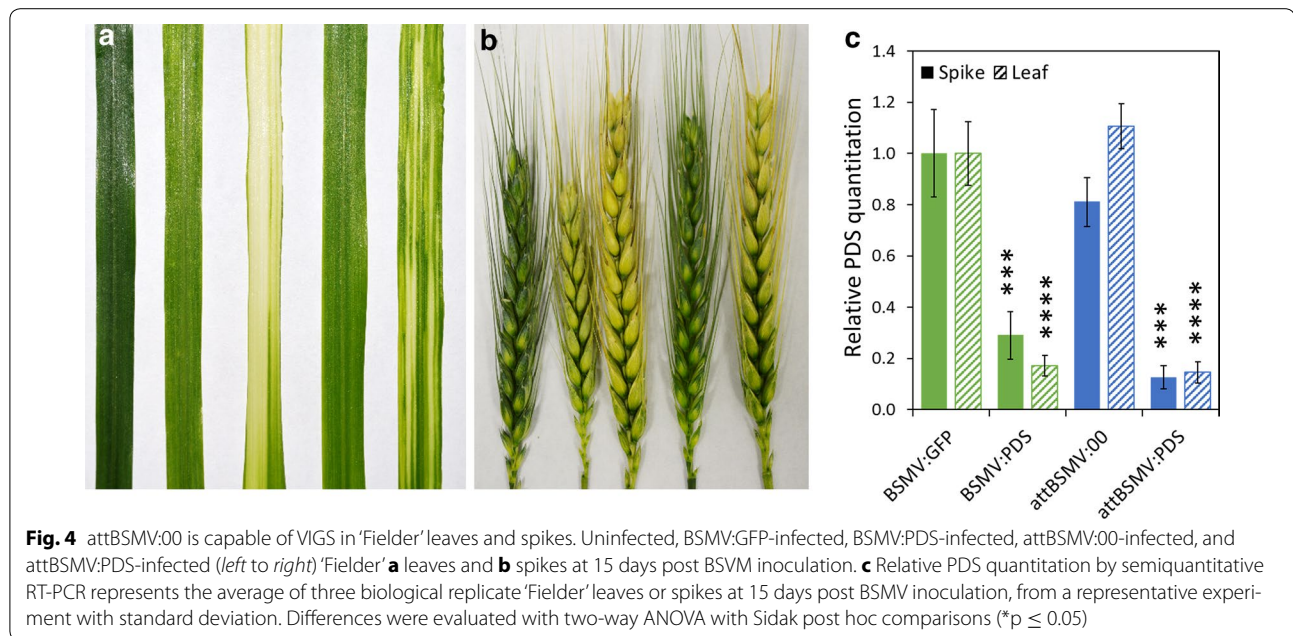 a
b
c
1.4
1.2
1.0
0.8
0.6
0.4
0.2
0.0
Relative PDS quantitation
Spike Leaf
***
****
***
****
BSMV:GFP
BSMV:PDS
attBSMV:00
attBSMV:PDS
Fig. 4 attBSMV:00 is capable of VIGS in 'Fielder' leaves and spikes. Uninfected, BSMV:GFP-infected, BSMV:PDS-infected, attBSMV:00-infected, and
attBSMV:PDS-infected (left to right) 'Fielder' a leaves and b spikes at 15 days post BSVM inoculation. c Relative PDS quantitation by semiquantitative
RT-PCR represents the average of three biological replicate 'Fielder' leaves or spikes at 15 days post BSMV inoculation, from a representative experi-
ment with standard deviation. Differences were evaluated with two-way ANOVA with Sidak post hoc comparisons (*p ≤ 0.05)